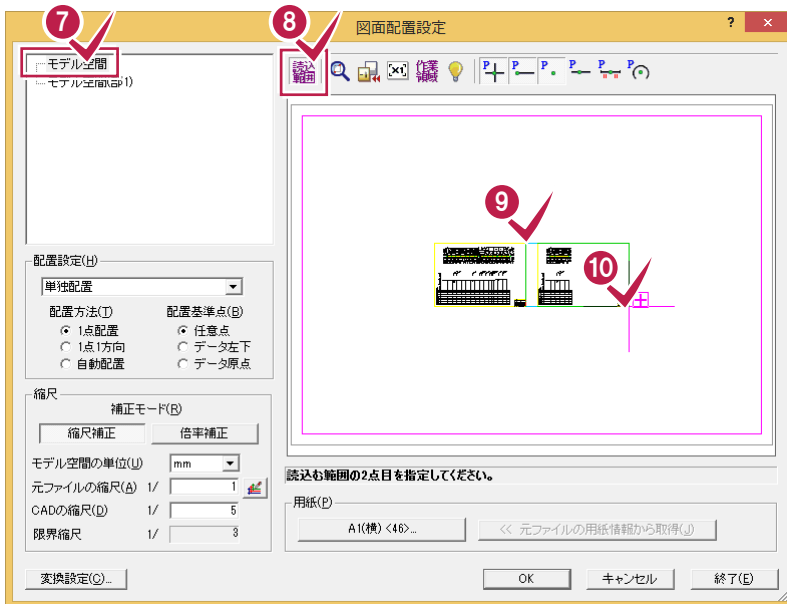 7
8
図面配置設定
?
×
モデル空間
モデル空間(部1)
読込範囲
作業領域
P P P P P P
9
10
配置設定(H)
単独配置
配置方法(T) 配置基準点(B)
1点配置 任意点
1点1方向 データ左下
自動配置 データ原点
縮尺
補正モード(R)
縮尺補正 倍率補正
モデル空間の単位(U) mm
元ファイルの縮尺(A) 1/ 1
CADの縮尺(D) 1/ 5
限界縮尺 1/ 3
読込む範囲の2点目を指定してください。
用紙(P)
A1(横) <46>... << 元ファイルの用紙情報から取得(J)
変換設定(C)... OK キャンセル 終了(E)